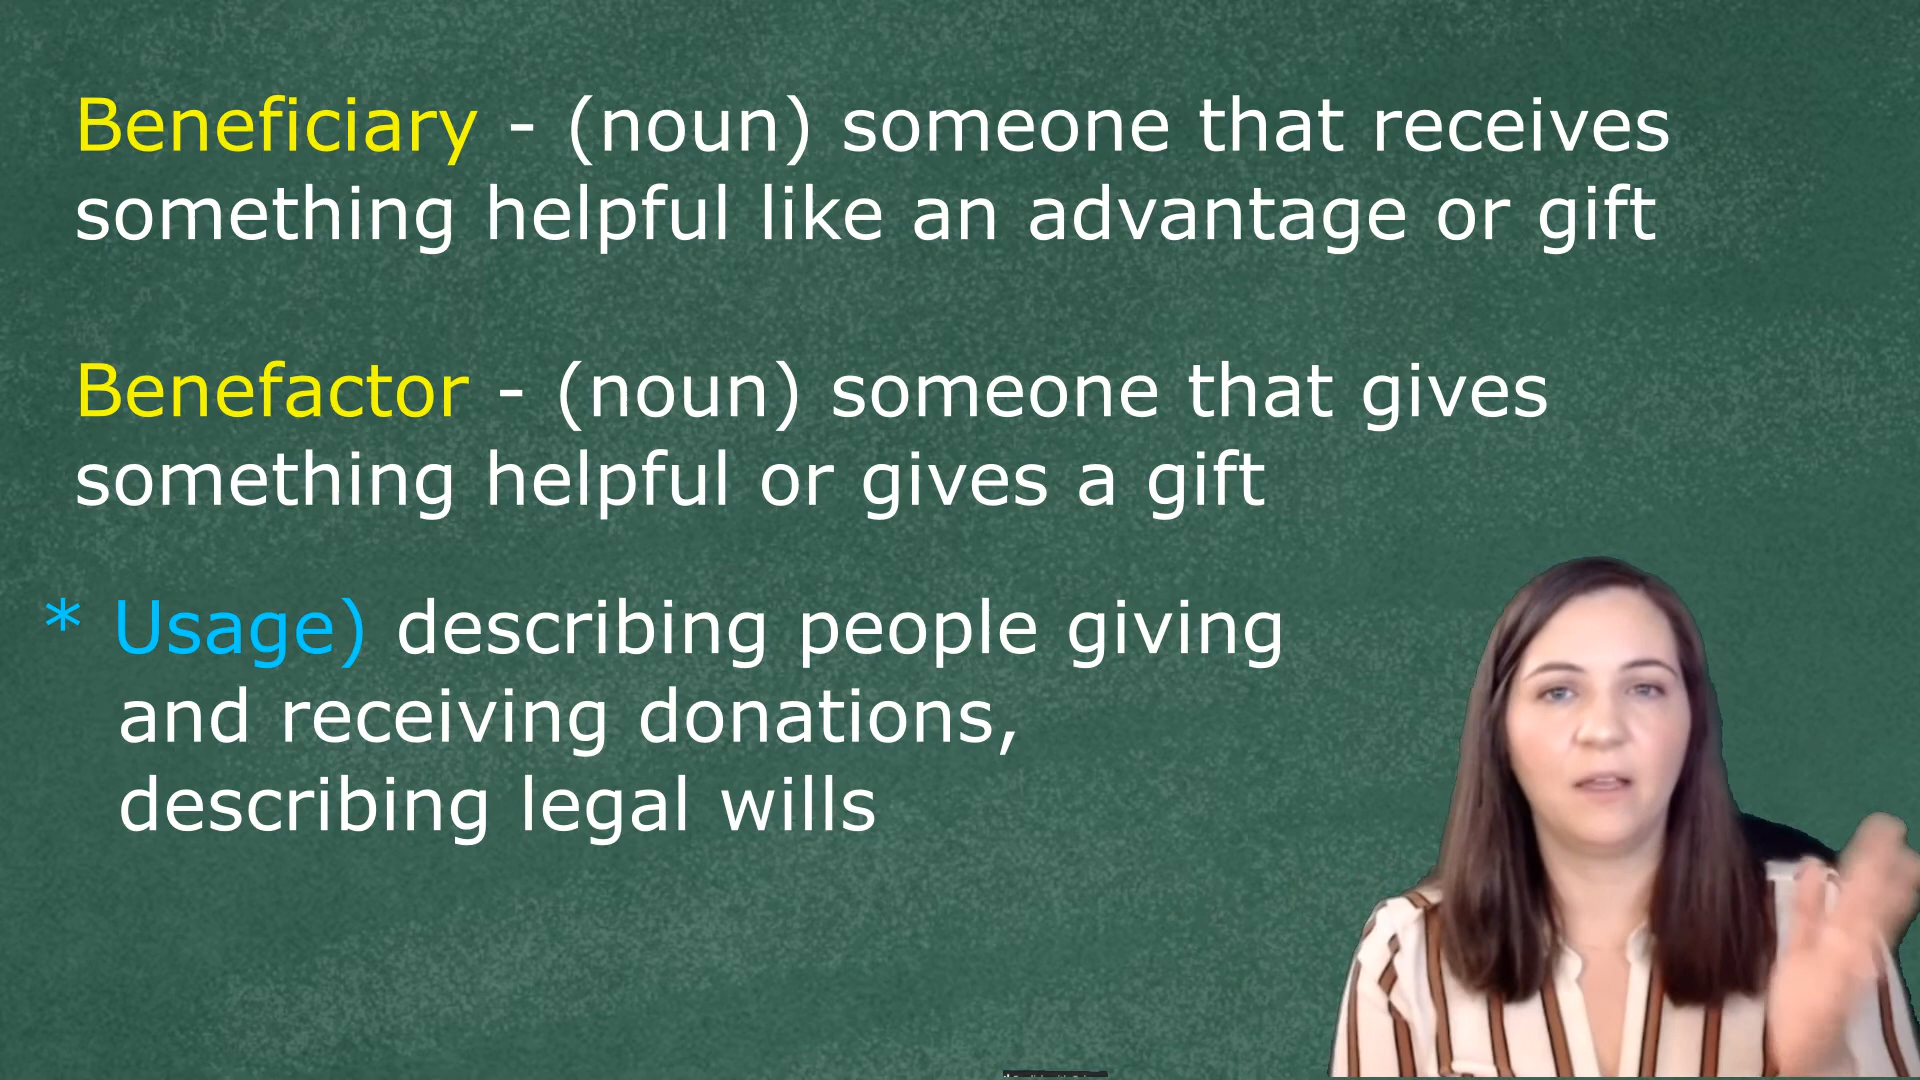 Beneficiary - (noun) someone that receives
something helpful like an advantage or gift
Benefactor - (noun) someone that gives
something helpful or gives a gift
* Usage) describing people giving
and receiving donations,
describing legal wills